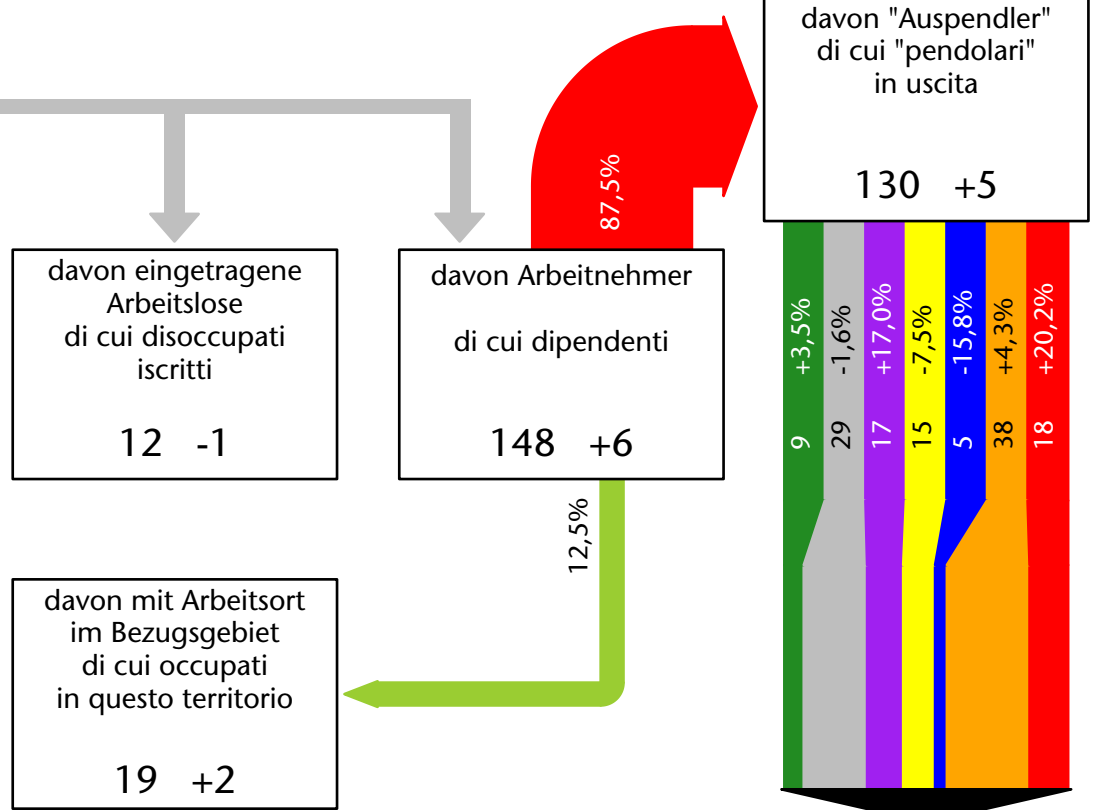 davon "Auspendler"
di cui "pendolari"
in uscita
130 +5
87,5%
davon eingetragene
Arbeitslose
di cui disoccupati
iscritti
12 -1
davon Arbeitnehmer
di cui dipendenti
148 +6
9 +3,5%
29 -1,6%
17 +17,0%
15 -7,5%
5 -15,8%
38 +4,3%
18 +20,2%
12,5%
davon mit Arbeitsort
im Bezugsgebiet
di cui occupati
in questo territorio
19 +2